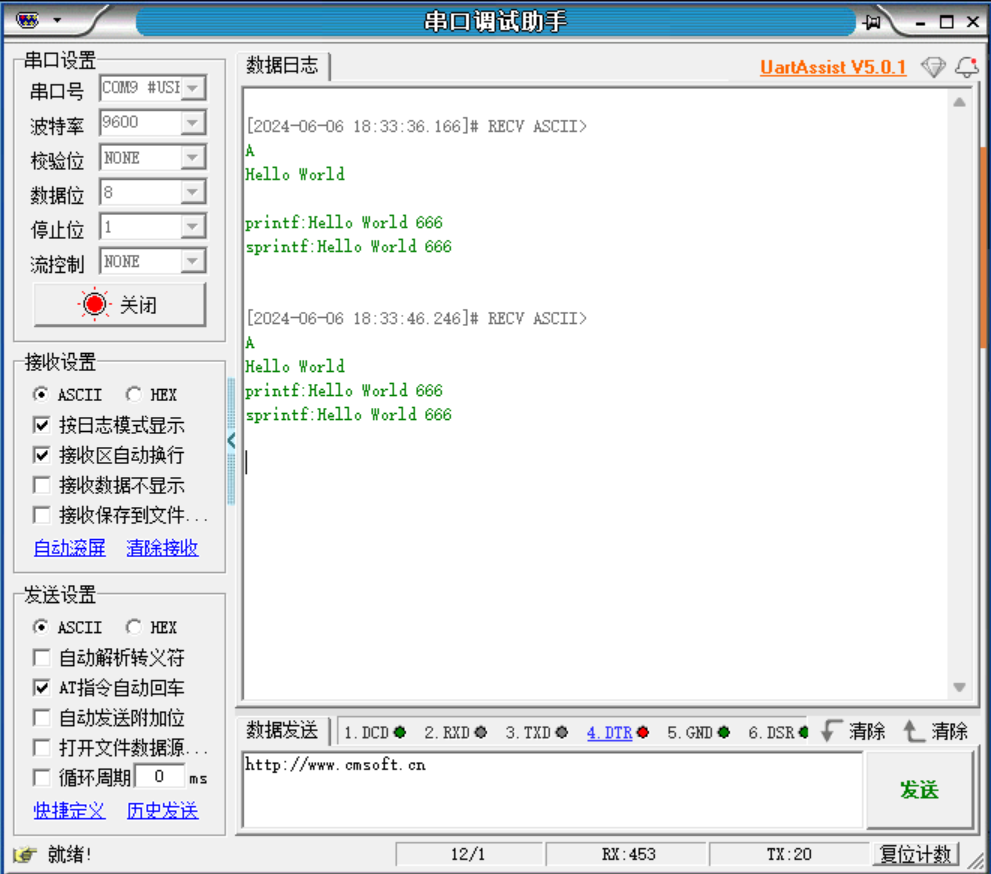 串口调试助手
串口设置
串口号 COM9 #USE
波特率 9600
校验位 NONE
数据位 8
停止位 1
流控制 NONE
关闭
接收设置
ASCII HEX
按日志模式显示
接收区自动换行
接收数据不显示
接收保存到文件...
自动滚屏 清除接收
发送设置
ASCII HEX
自动解析转义符
AT指令自动回车
自动发送附加位
打开文件数据源...
循环周期 0 ms
快捷定义 历史发送
数据日志
UartAssist V5.0.1
[2024-06-06 18:33:36.166]# RECV ASCII>
A
Hello World
printf:Hello World 666
sprintf:Hello World 666
[2024-06-06 18:33:46.246]# RECV ASCII>
A
Hello World
printf:Hello World 666
sprintf:Hello World 666
数据发送 1.DCD 2.RXD 3.TXD 4.DTR 5.GND 6.DSR 清除 清除
http://www.cmsoft.cn
发送
就绪! 12/1 RX:453 TX:20 复位计数